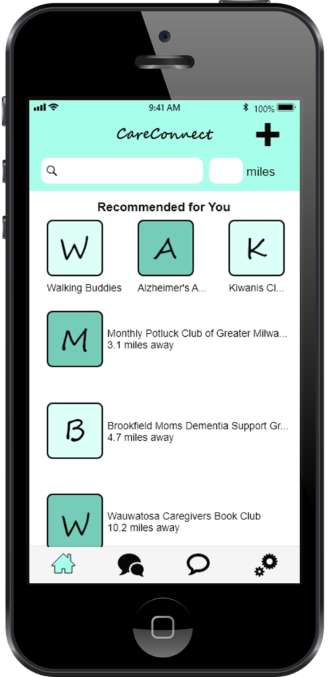 9:41 AM
100%
CareConnect
miles
Recommended for You
W
A
K
Walking Buddies
Alzheimer's A...
Kiwanis Cl...
M
Monthly Potluck Club of Greater Milwa...
3.1 miles away
B
Brookfield Moms Dementia Support Gr...
4.7 miles away
W
Wauwatosa Caregivers Book Club
10.2 miles away